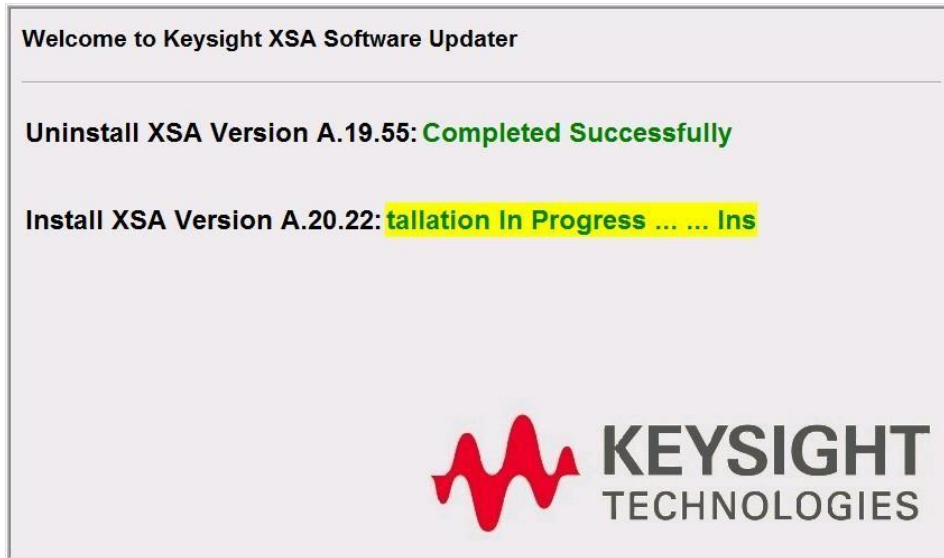 Welcome to Keysight XSA Software Updater
Uninstall XSA Version A.19.55: Completed Successfully
Install XSA Version A.20.22: tallation In Progress ... ... Ins
KEYSIGHT
TECHNOLOGIES